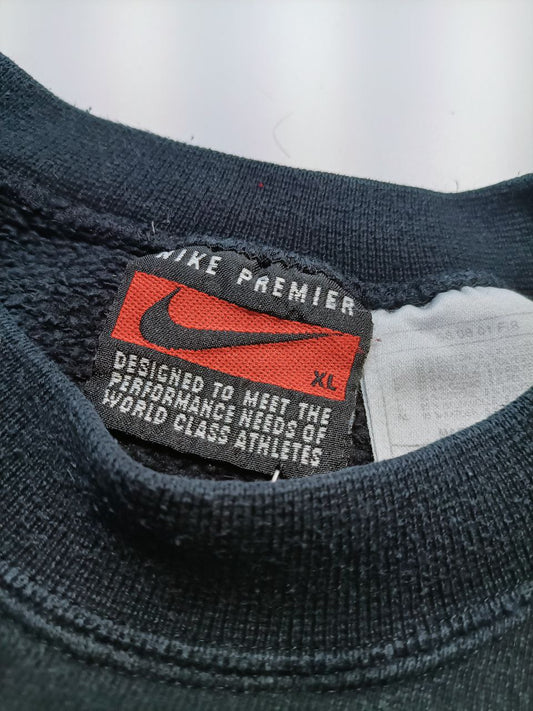 NIKE PREMIER
XL
DESIGNED TO MEET THE
PERFORMANCE NEEDS OF
WORLD CLASS ATHLETES